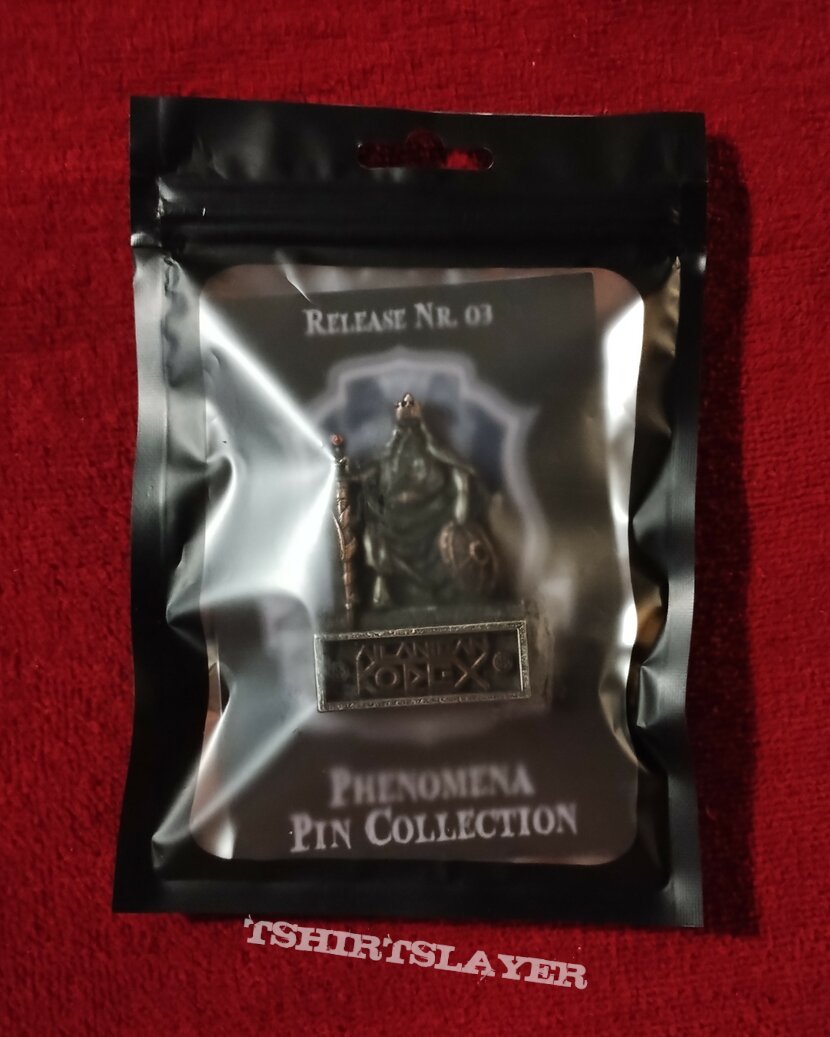 Release Nr. 03
ATLANTEAN
KODEX
Phenomena
Pin Collection
TSHIRTSLAYER